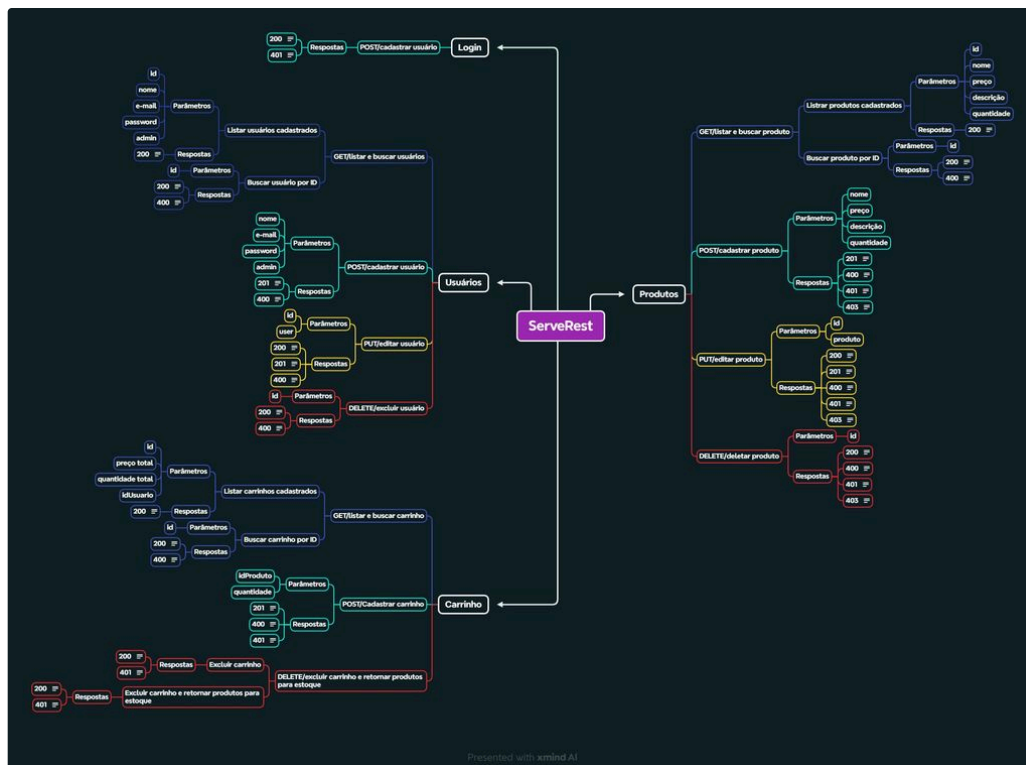 ServeRest
Login
POST/cadastrar usuário
Respostas
200
401
Usuários
GET/listar e buscar usuários
Listar usuários cadastrados
Parâmetros
id
nome
e-mail
password
admin
Respostas
200
Buscar usuário por ID
Parâmetros
id
Respostas
200
400
POST/cadastrar usuário
Parâmetros
nome
e-mail
password
admin
Respostas
201
400
PUT/editar usuário
Parâmetros
id
user
Respostas
200
201
400
DELETE/excluir usuário
Parâmetros
id
Respostas
200
400
Carrinho
GET/listar e buscar carrinho
Listar carrinhos cadastrados
Parâmetros
id
preço total
quantidade total
idUsuario
Respostas
200
Buscar carrinho por ID
Parâmetros
id
Respostas
200
400
POST/Cadastrar carrinho
Parâmetros
idProduto
quantidade
Respostas
201
400
401
DELETE/excluir carrinho e retornar produtos
para estoque
Excluir carrinho
Respostas
200
401
Excluir carrinho e retornar produtos para
estoque
Respostas
200
401
Produtos
GET/listar e buscar produto
Listrar produtos cadastrados
Parâmetros
id
nome
preço
descrição
quantidade
Respostas
200
Buscar produto por ID
Parâmetros
id
Respostas
200
400
POST/cadastrar produto
Parâmetros
nome
preço
descrição
quantidade
Respostas
201
400
401
403
PUT/editar produto
Parâmetros
id
produto
Respostas
200
201
400
401
403
DELETE/deletar produto
Parâmetros
id
Respostas
200
400
401
403
Presented with xmind AI